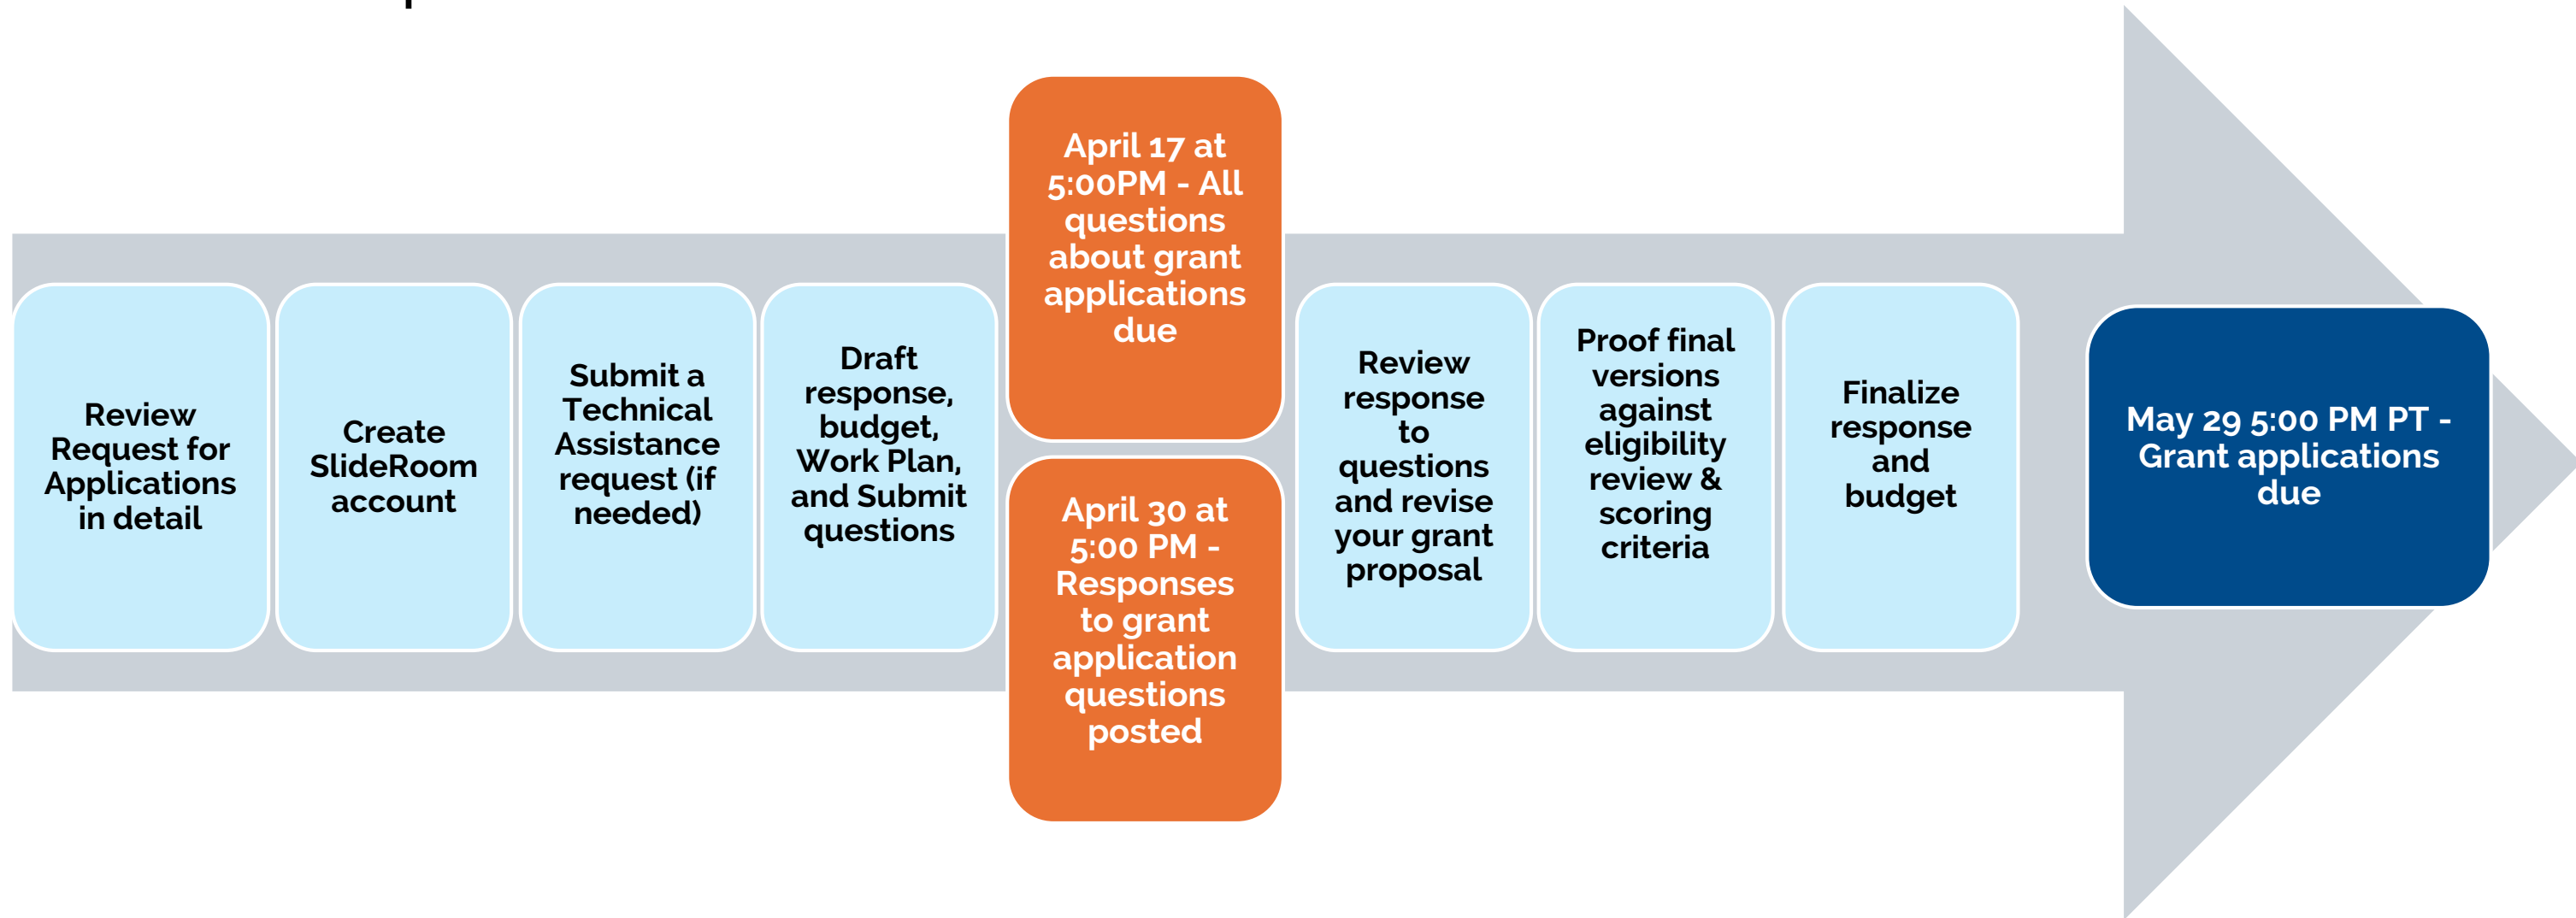 Review
Request for
Applications
in detail
Create
SlideRoom
account
Submit a
Technical
Assistance
request (if
needed)
Draft
response,
budget,
Work Plan,
and Submit
questions
April 17 at
5:00PM - All
questions
about grant
applications
due
April 30 at
5:00 PM -
Responses
to grant
application
questions
posted
Review
response
to
questions
and revise
your grant
proposal
Proof final
versions
against
eligibility
review &
scoring
criteria
Finalize
response
and
budget
May 29 5:00 PM PT -
Grant applications
due